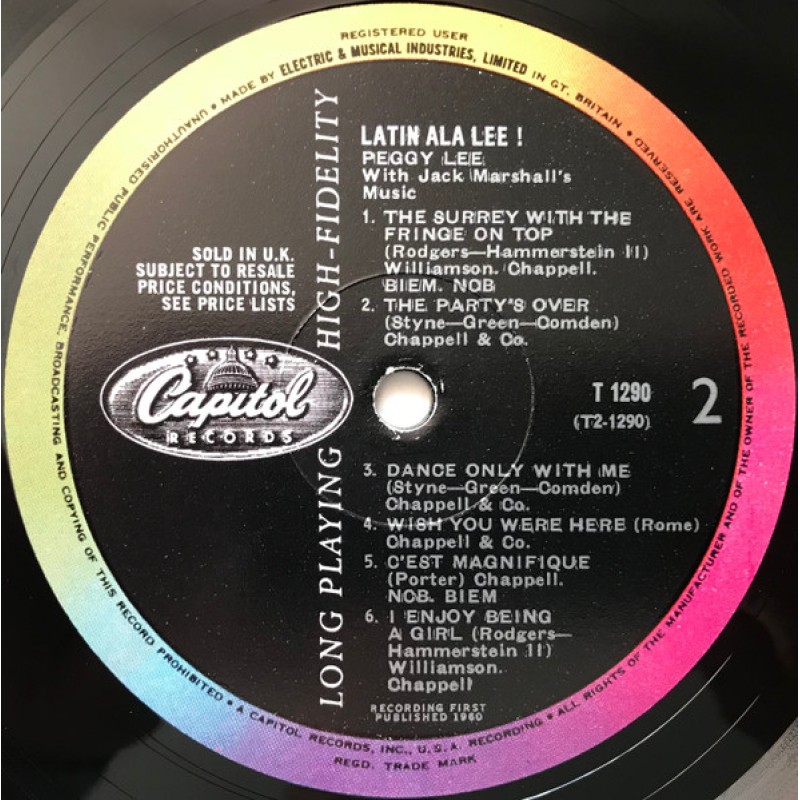 REGISTERED USER
• MADE BY ELECTRIC & MUSICAL INDUSTRIES, LIMITED IN GT. BRITAIN •
ALL RIGHTS OF THE MANUFACTURER AND OF THE OWNER OF THE RECORDED WORK ARE RESERVED •
UNAUTHORISED PUBLIC PERFORMANCE, BROADCASTING AND COPYING OF THIS RECORD PROHIBITED •
A CAPITOL RECORDS, INC., U.S.A. RECORDING •
REGD. TRADE MARK
LONG PLAYING HIGH-FIDELITY
LATIN ALA LEE !
PEGGY LEE
With Jack Marshall's
Music
1. THE SURREY WITH THE
FRINGE ON TOP
(Rodgers—Hammerstein II)
Williamson. Chappell.
BIEM. NOB
2. THE PARTY'S OVER
(Styne—Green—Comden)
Chappell & Co.
SOLD IN U.K.
SUBJECT TO RESALE
PRICE CONDITIONS,
SEE PRICE LISTS
Capitol
RECORDS
T 1290
(T2-1290)
2
3. DANCE ONLY WITH ME
(Styne—Green—Comden)
Chappell & Co.
4. WISH YOU WERE HERE (Rome)
Chappell & Co.
5. C'EST MAGNIFIQUE
(Porter) Chappell.
NOB. BIEM
6. I ENJOY BEING
A GIRL (Rodgers—
Hammerstein II)
Williamson.
Chappell
RECORDING FIRST
PUBLISHED 1960